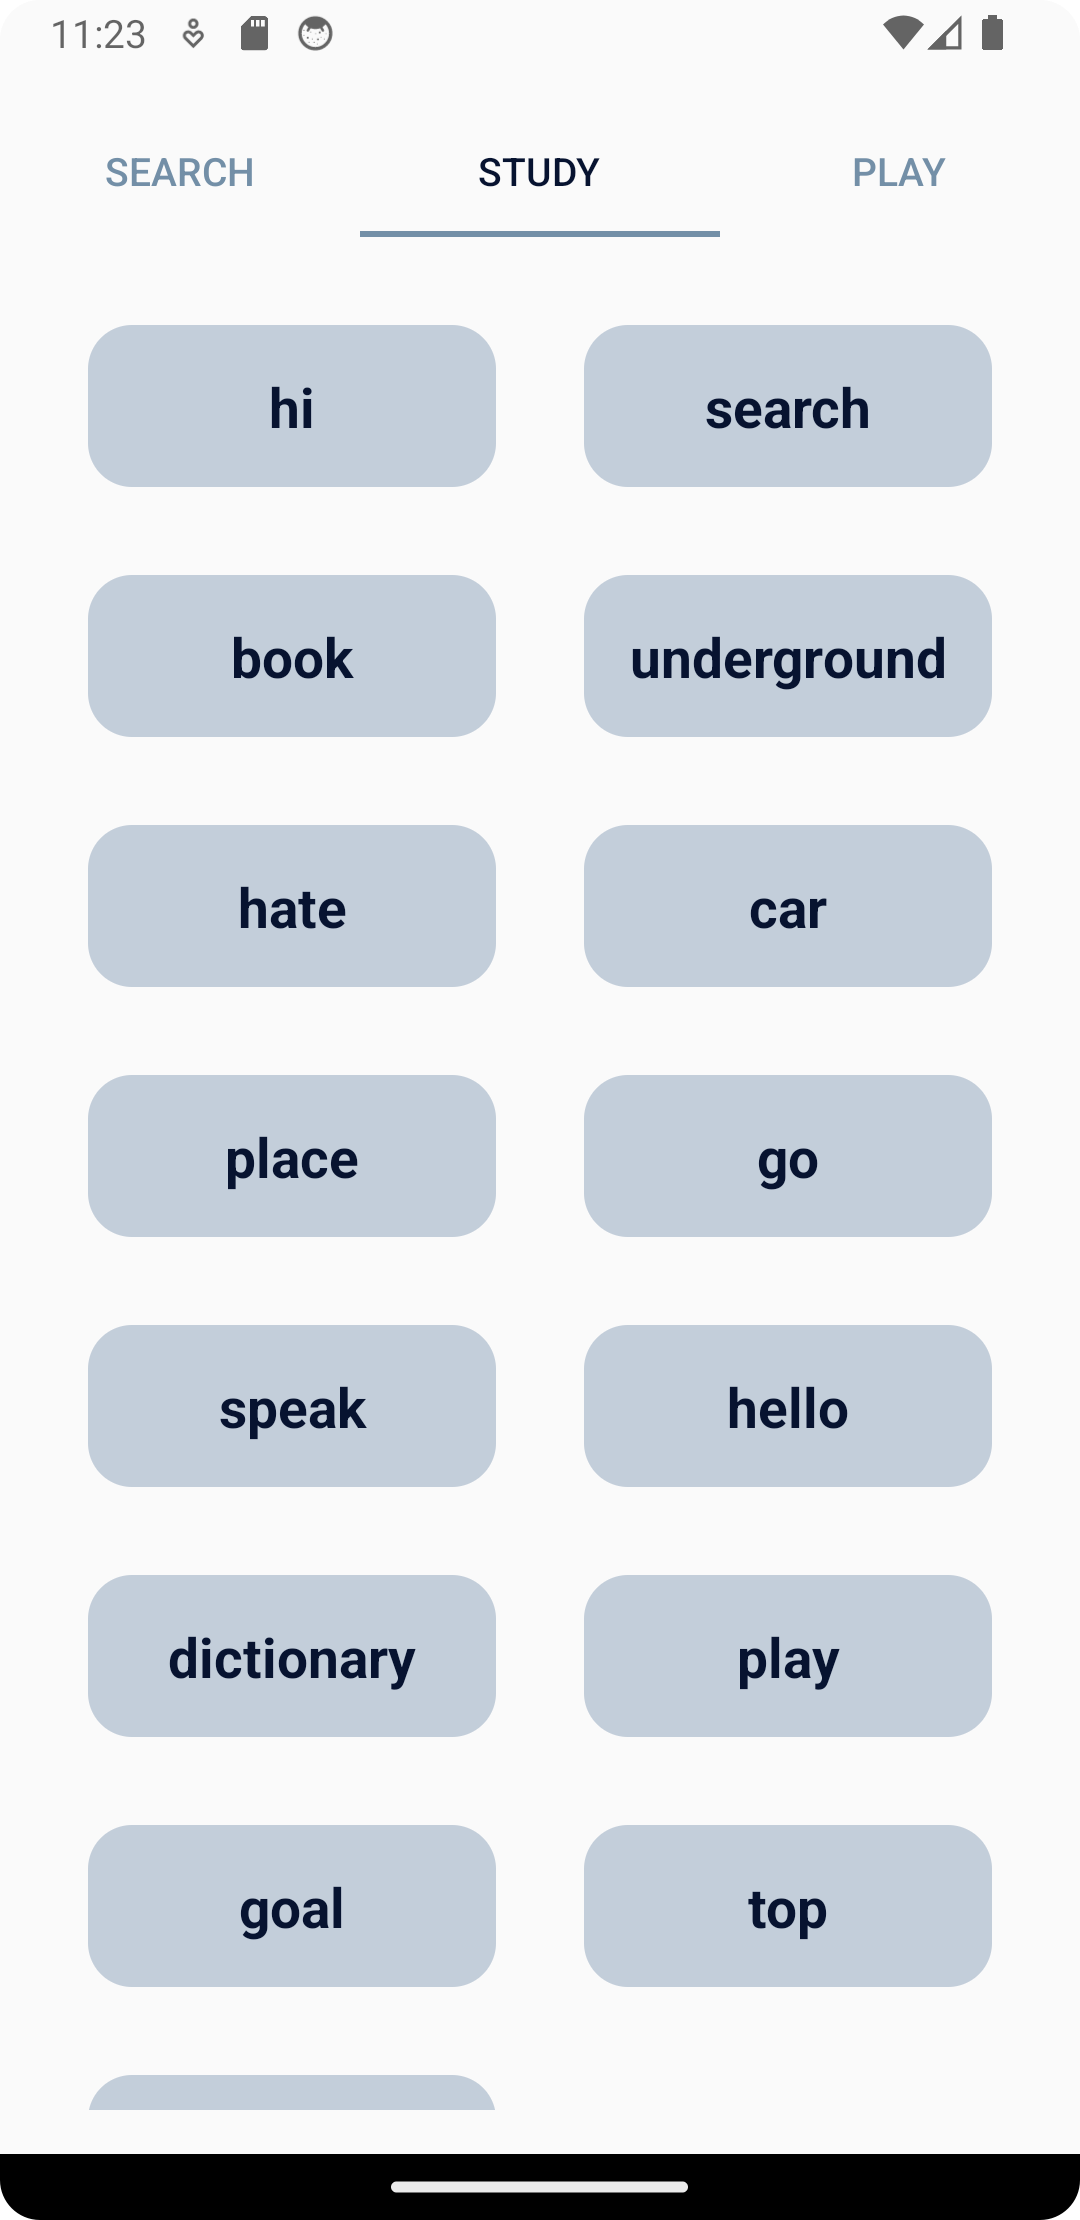 11:23
SEARCH STUDY PLAY
hi search
book underground
hate car
place go
speak hello
dictionary play
goal top